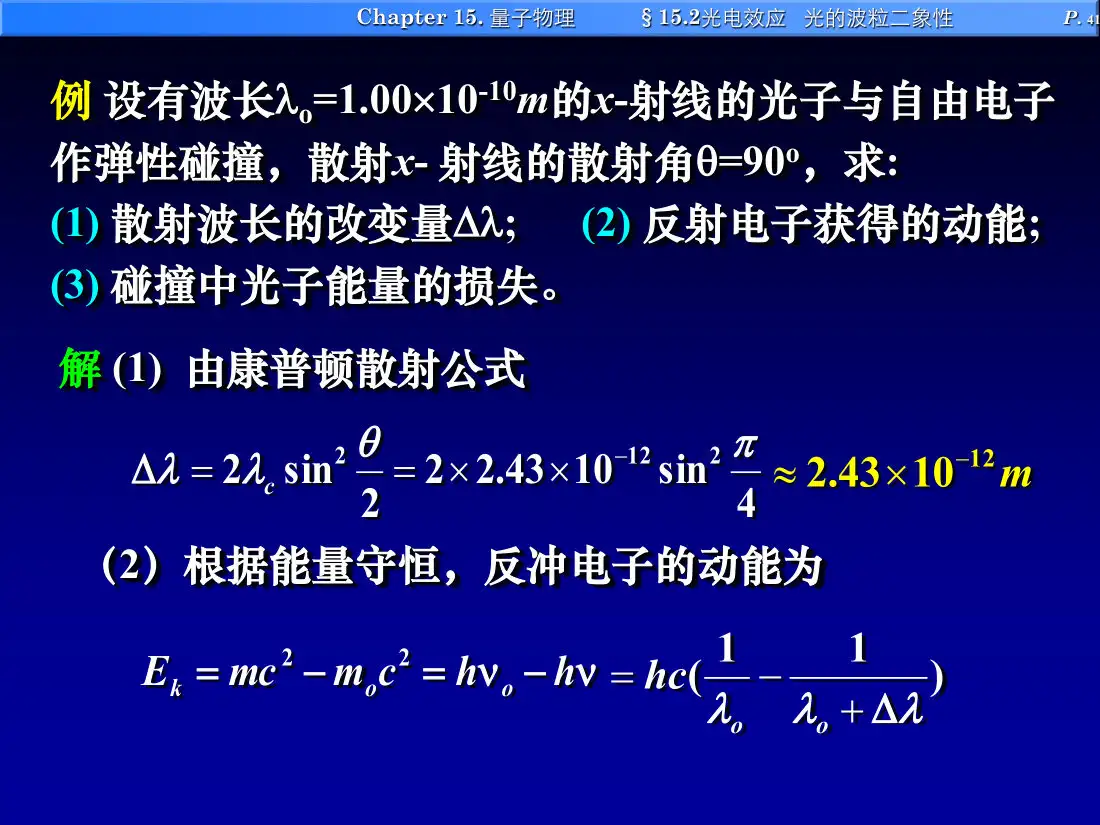 Chapter 15. 量子物理 §15.2光电效应 光的波粒二象性 P. 41
例 设有波长λo=1.00×10-10m的x-射线的光子与自由电子
作弹性碰撞，散射x- 射线的散射角θ=90o，求:
(1) 散射波长的改变量Δλ; (2) 反射电子获得的动能;
(3) 碰撞中光子能量的损失。
解 (1) 由康普顿散射公式
Δλ = 2λc sin² θ/2 = 2×2.43×10⁻¹² sin² π/4 ≈ 2.43×10⁻¹² m
（2）根据能量守恒，反冲电子的动能为
Ek = mc² − moc² = hνo − hν = hc(1/λo − 1/(λo + Δλ))